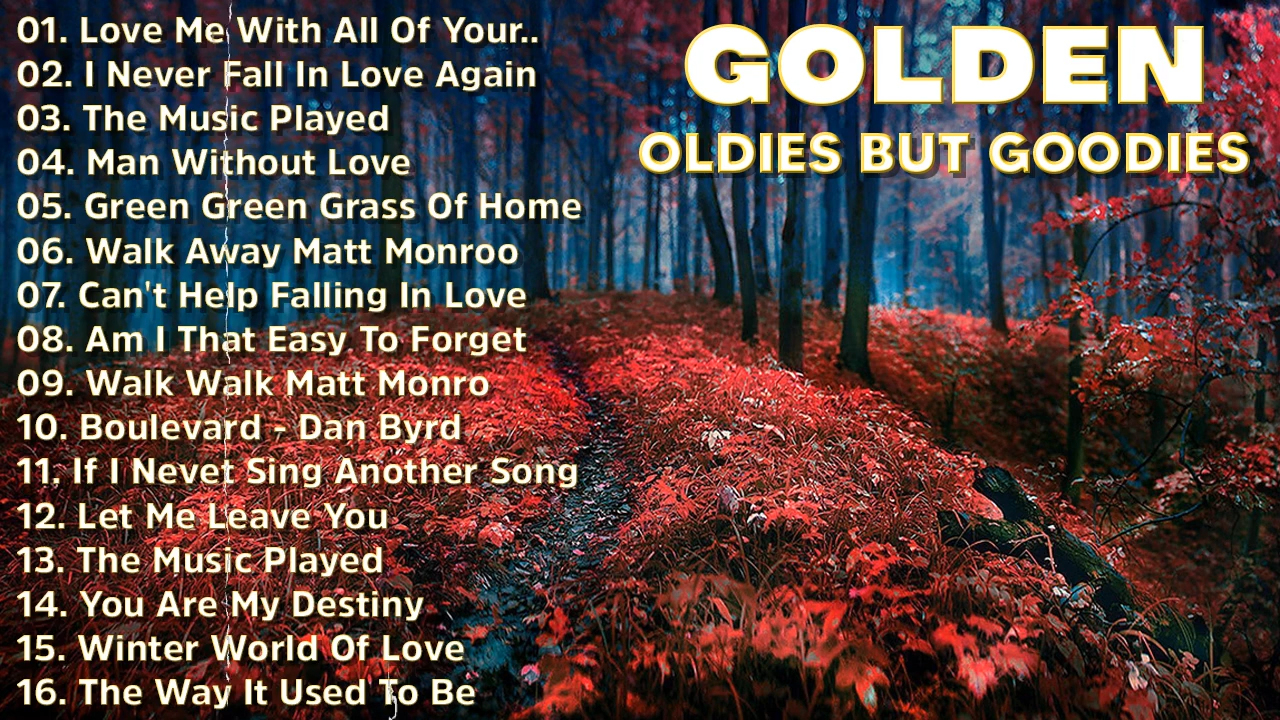 01. Love Me With All Of Your..
02. I Never Fall In Love Again
03. The Music Played
04. Man Without Love
05. Green Green Grass Of Home
06. Walk Away Matt Monroo
07. Can't Help Falling In Love
08. Am I That Easy To Forget
09. Walk Walk Matt Monro
10. Boulevard - Dan Byrd
11. If I Nevet Sing Another Song
12. Let Me Leave You
13. The Music Played
14. You Are My Destiny
15. Winter World Of Love
16. The Way It Used To Be
GOLDEN
OLDIES BUT GOODIES